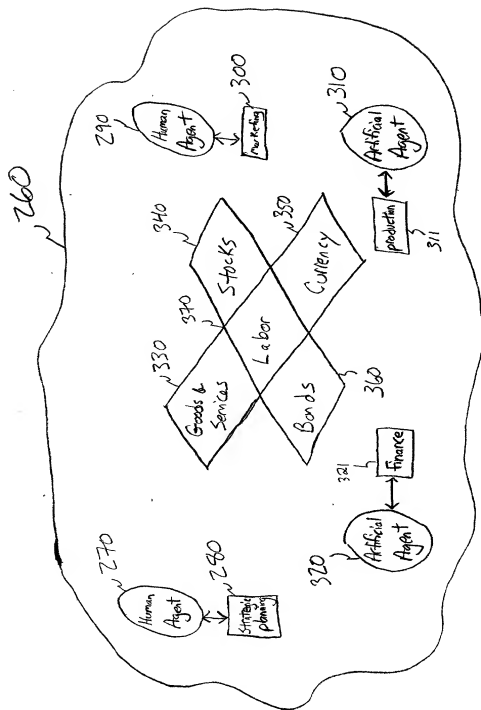 260
270
Human
Agent
280
Strategic
planning
290
Human
Agent
300
Marketing
330
Goods &
Services
370
Labor
340
Stocks
350
Currency
360
Bonds
320
Artificial
Agent
321
Finance
310
Artificial
Agent
production
311